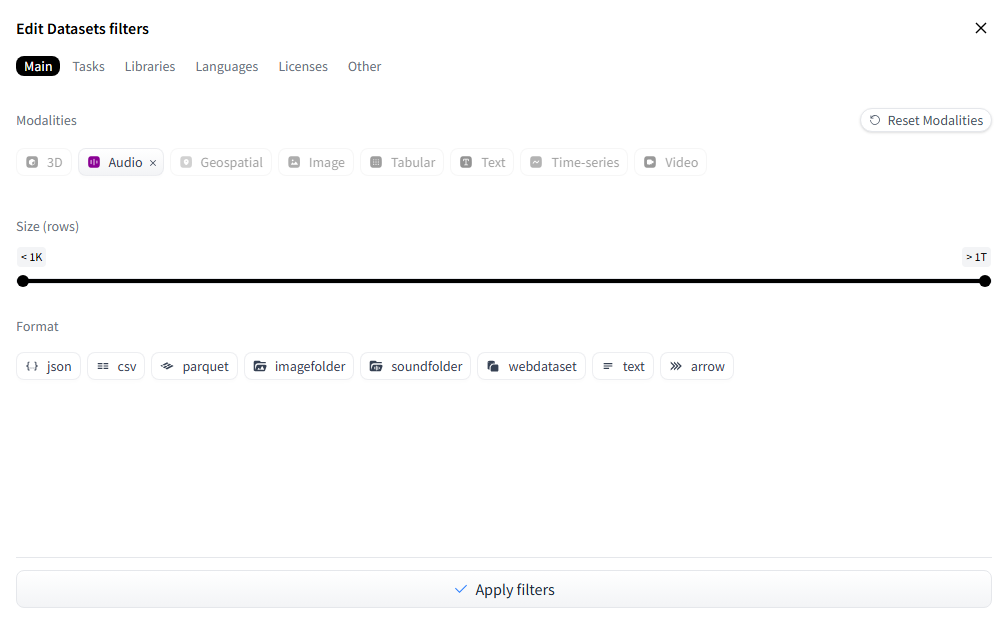 Edit Datasets filters
Main Tasks Libraries Languages Licenses Other
Modalities Reset Modalities
3D Audio × Geospatial Image Tabular Text Time-series Video
Size (rows)
< 1K > 1T
Format
json csv parquet imagefolder soundfolder webdataset text arrow
Apply filters